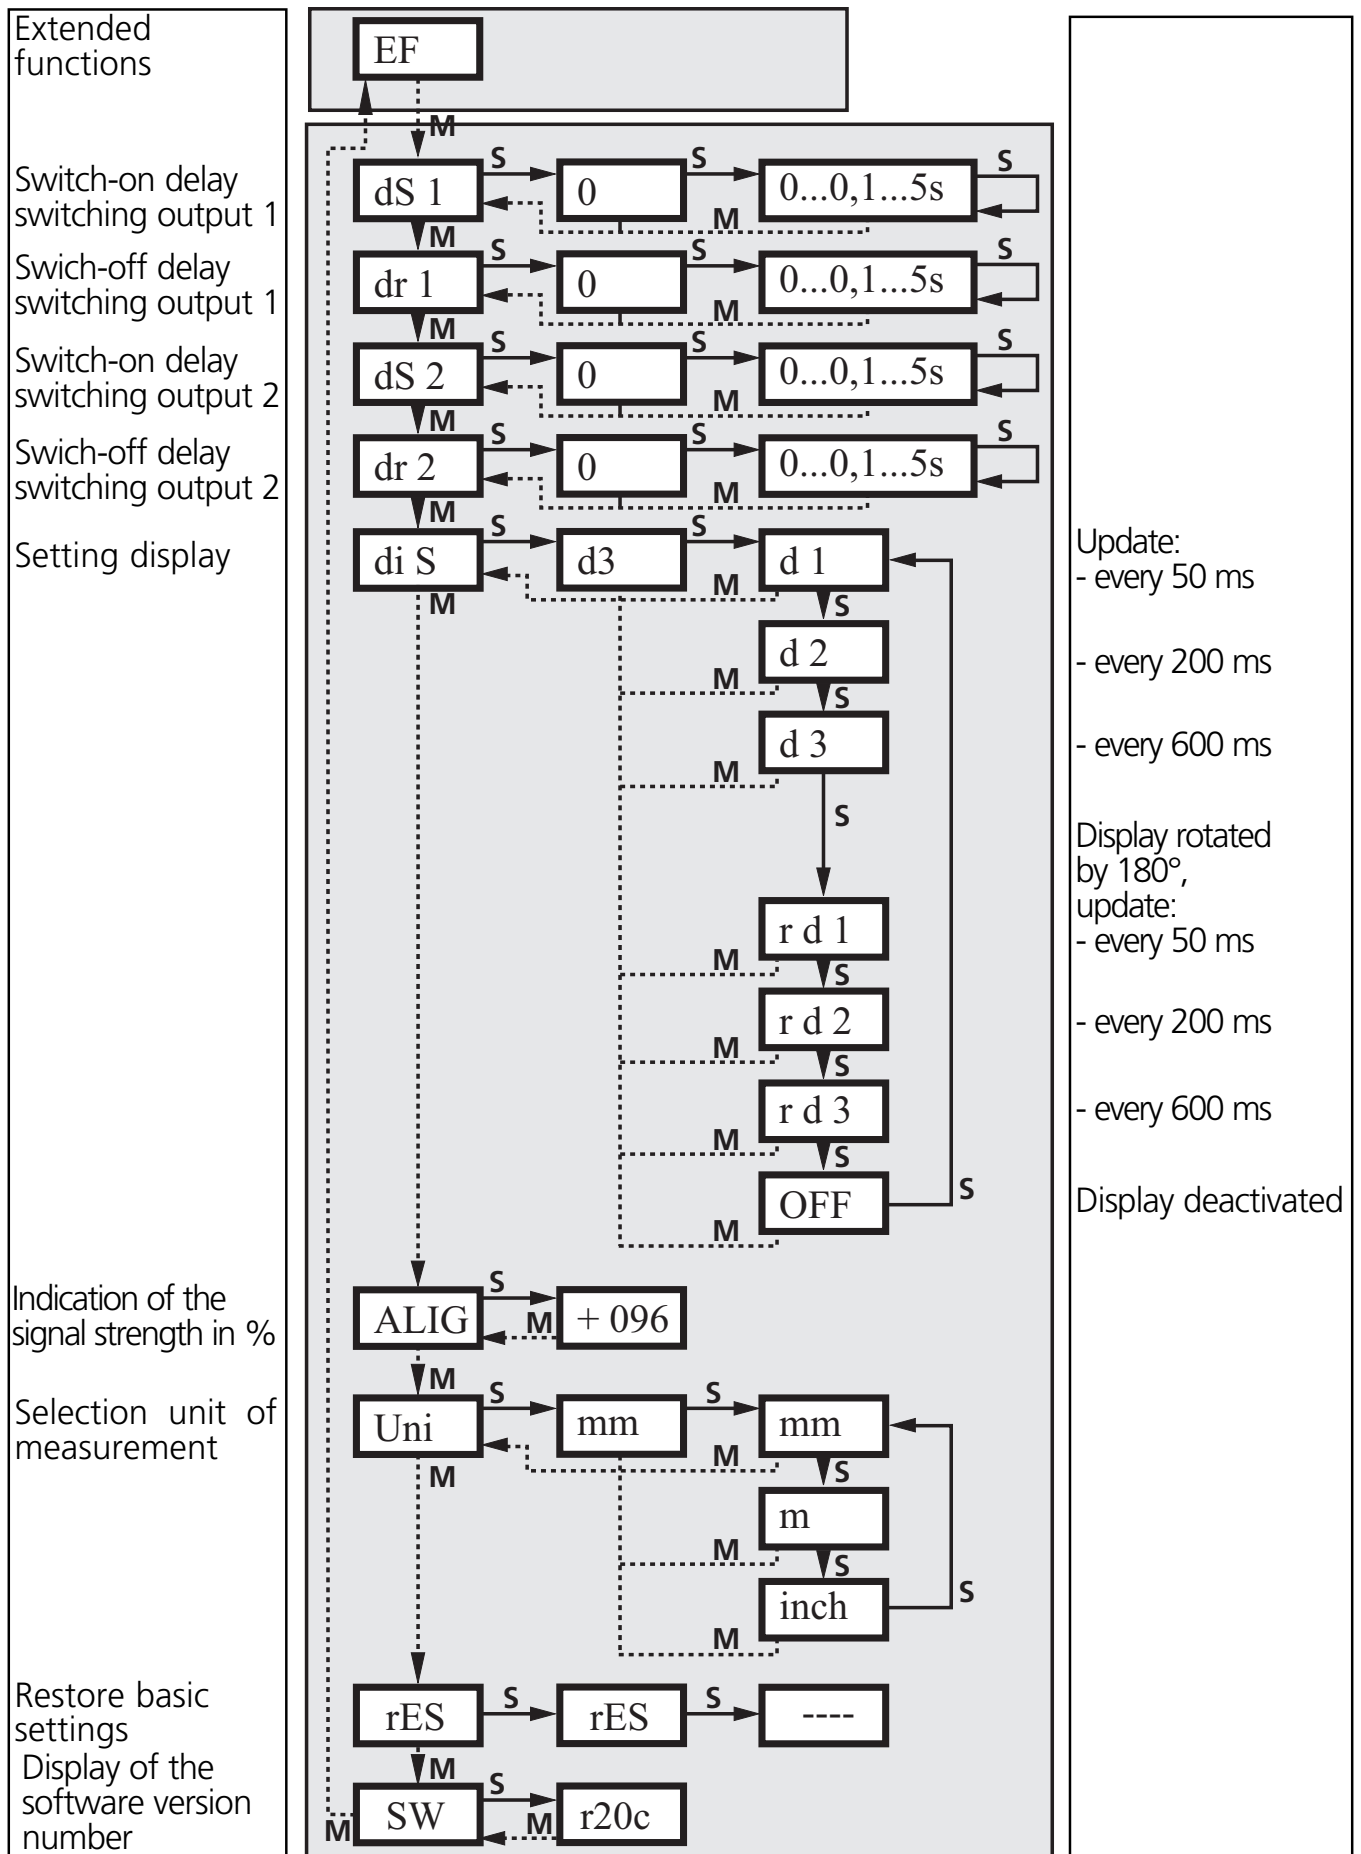 Extended
functions
EF
M
Switch-on delay
switching output 1
dS 1
S
0
S
0...0,1...5s
S
M
M
Swich-off delay
switching output 1
dr 1
S
0
S
0...0,1...5s
S
M
M
Switch-on delay
switching output 2
dS 2
S
0
S
0...0,1...5s
S
M
M
Swich-off delay
switching output 2
dr 2
S
0
S
0...0,1...5s
S
M
M
Setting display
di S
S
d3
S
d 1
M
M
S
Update:
- every 50 ms
d 2
M
S
- every 200 ms
d 3
M
S
- every 600 ms
Display rotated
by 180°,
update:
- every 50 ms
r d 1
M
S
r d 2
M
S
- every 200 ms
r d 3
M
S
- every 600 ms
OFF
S
M
Display deactivated
Indication of the
signal strength in %
ALIG
S
M
+ 096
M
Selection unit of
measurement
Uni
S
mm
S
mm
M
M
S
m
M
S
inch
S
M
Restore basic
settings
rES
S
rES
S
----
M
Display of the
software version
number
M
SW
S
M
r20c